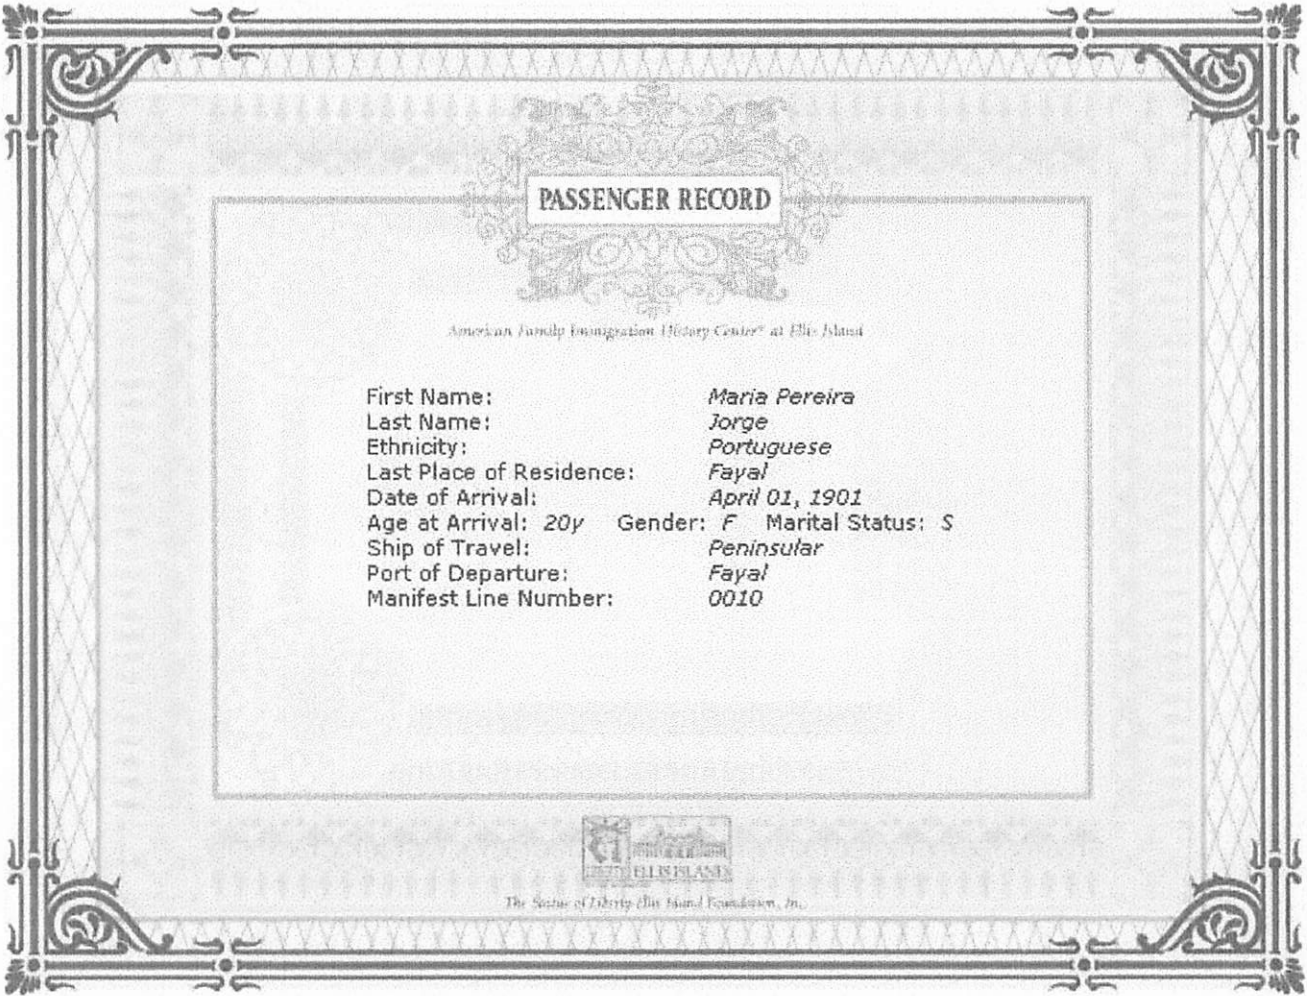 PASSENGER RECORD
American Family Immigration History Center® at Ellis Island
First Name: Maria Pereira
Last Name: Jorge
Ethnicity: Portuguese
Last Place of Residence: Fayal
Date of Arrival: April 01, 1901
Age at Arrival: 20y Gender: F Marital Status: S
Ship of Travel: Peninsular
Port of Departure: Fayal
Manifest Line Number: 0010
ELLIS ISLAND
The Statue of Liberty-Ellis Island Foundation, Inc.